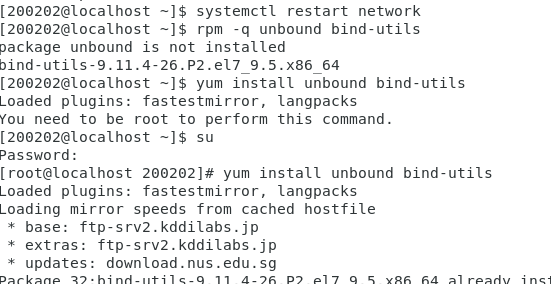 [200202@localhost ~]$ systemctl restart network
[200202@localhost ~]$ rpm -q unbound bind-utils
package unbound is not installed
bind-utils-9.11.4-26.P2.el7_9.5.x86_64
[200202@localhost ~]$ yum install unbound bind-utils
Loaded plugins: fastestmirror, langpacks
You need to be root to perform this command.
[200202@localhost ~]$ su
Password:
[root@localhost 200202]# yum install unbound bind-utils
Loaded plugins: fastestmirror, langpacks
Loading mirror speeds from cached hostfile
 * base: ftp-srv2.kddilabs.jp
 * extras: ftp-srv2.kddilabs.jp
 * updates: download.nus.edu.sg
Package 32:bind-utils-9.11.4-26.P2.el7_9.5.x86_64 already inst